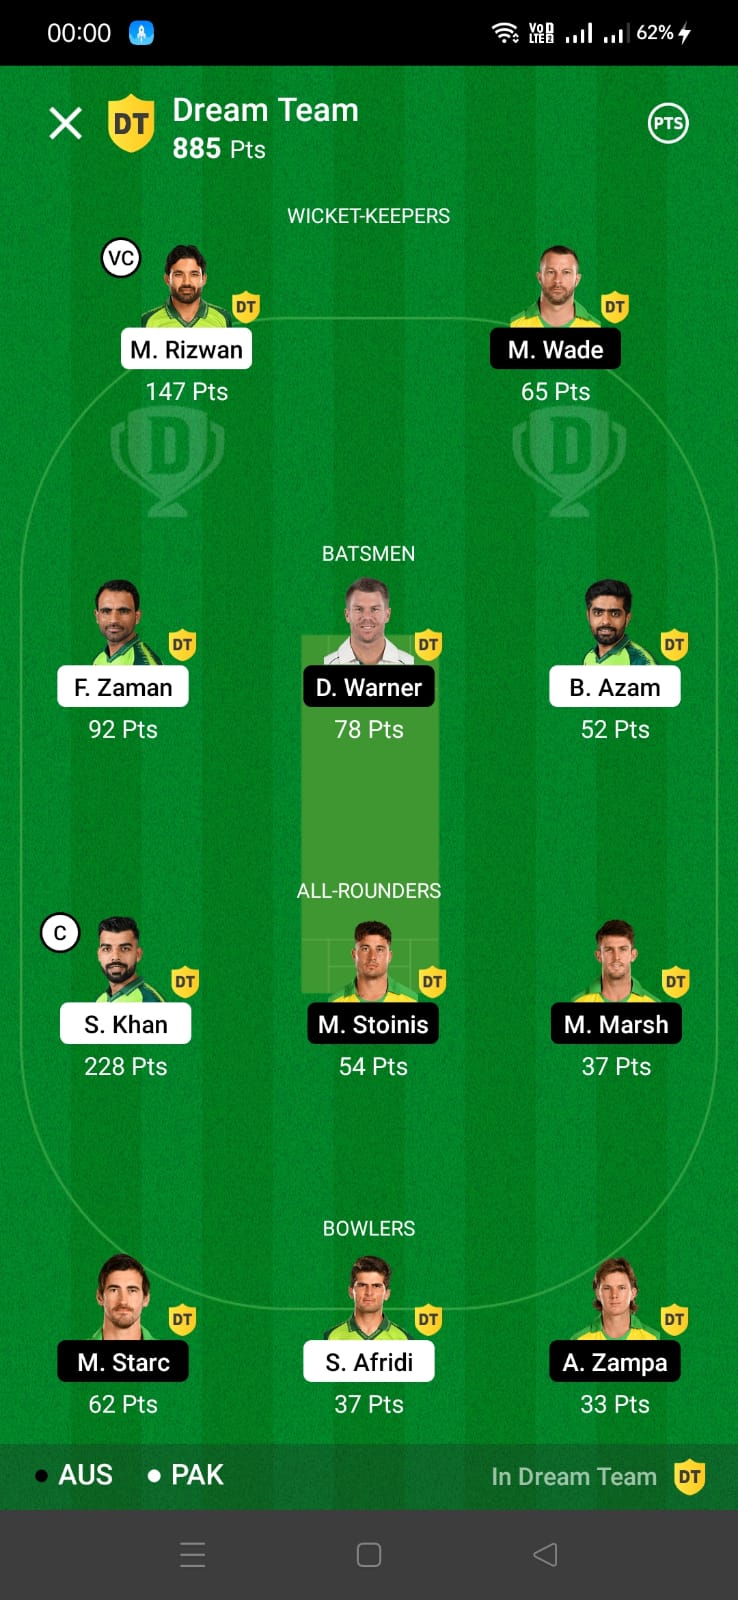 00:00
VoD LTE2 62%
DT Dream Team
885 Pts
PTS
WICKET-KEEPERS
VC
DT DT
M. Rizwan M. Wade
147 Pts 65 Pts
D D
BATSMEN
DT DT DT
F. Zaman D. Warner B. Azam
92 Pts 78 Pts 52 Pts
ALL-ROUNDERS
C
DT DT DT
S. Khan M. Stoinis M. Marsh
228 Pts 54 Pts 37 Pts
BOWLERS
DT DT DT
M. Starc S. Afridi A. Zampa
62 Pts 37 Pts 33 Pts
AUS PAK In Dream Team DT